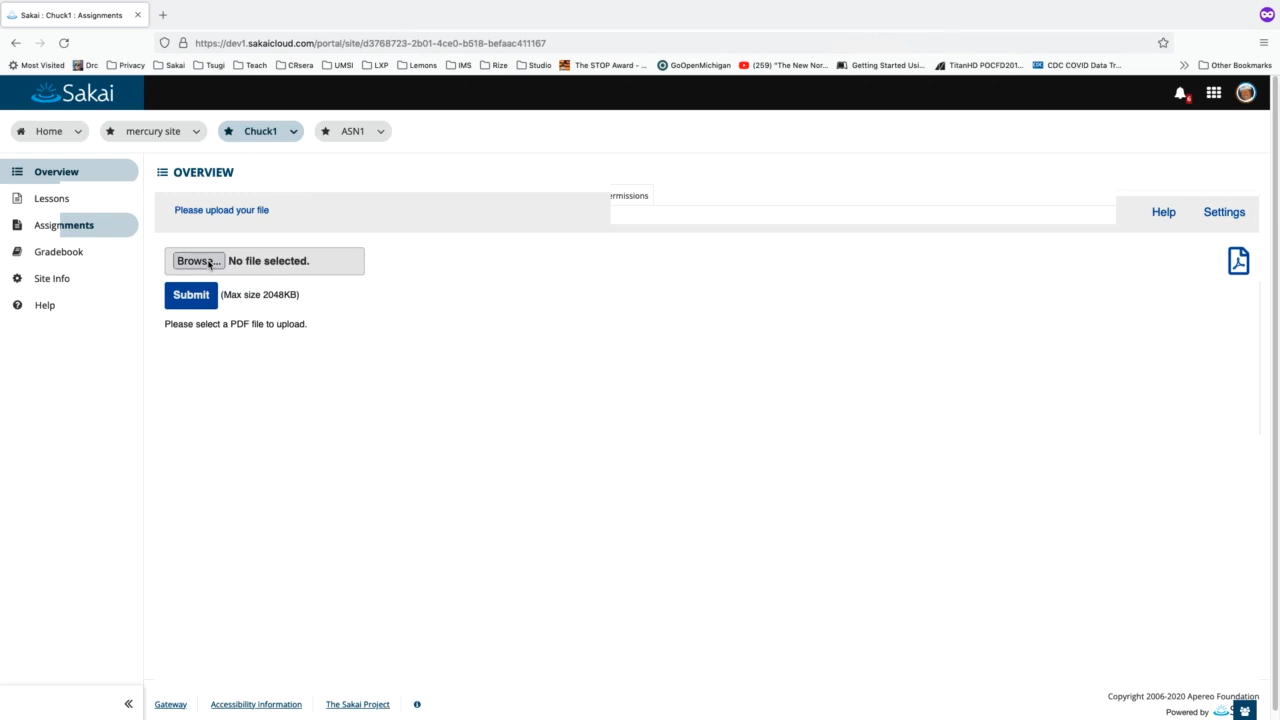 Sakai : Chuck1 : Assignments
https://dev1.sakaicloud.com/portal/site/d3768723-2b01-4ce0-b518-befaac411167
Most Visited Drc Privacy Sakai Tsugi Teach CRsera UMSI LXP Lemons IMS Rize Studio The STOP Award - ... GoOpenMichigan (259) "The New Nor... Getting Started Usi... TitanHD POCFD201... CDC COVID Data Tr... Other Bookmarks
Sakai
6
Home mercury site Chuck1 ASN1
Overview
Lessons
Assignments
Gradebook
Site Info
Help
OVERVIEW
ermissions
Please upload your file
Help Settings
Browse... No file selected.
Submit (Max size 2048KB)
Please select a PDF file to upload.
Gateway Accessibility information The Sakai Project
Copyright 2006-2020 Apereo Foundation
Powered by